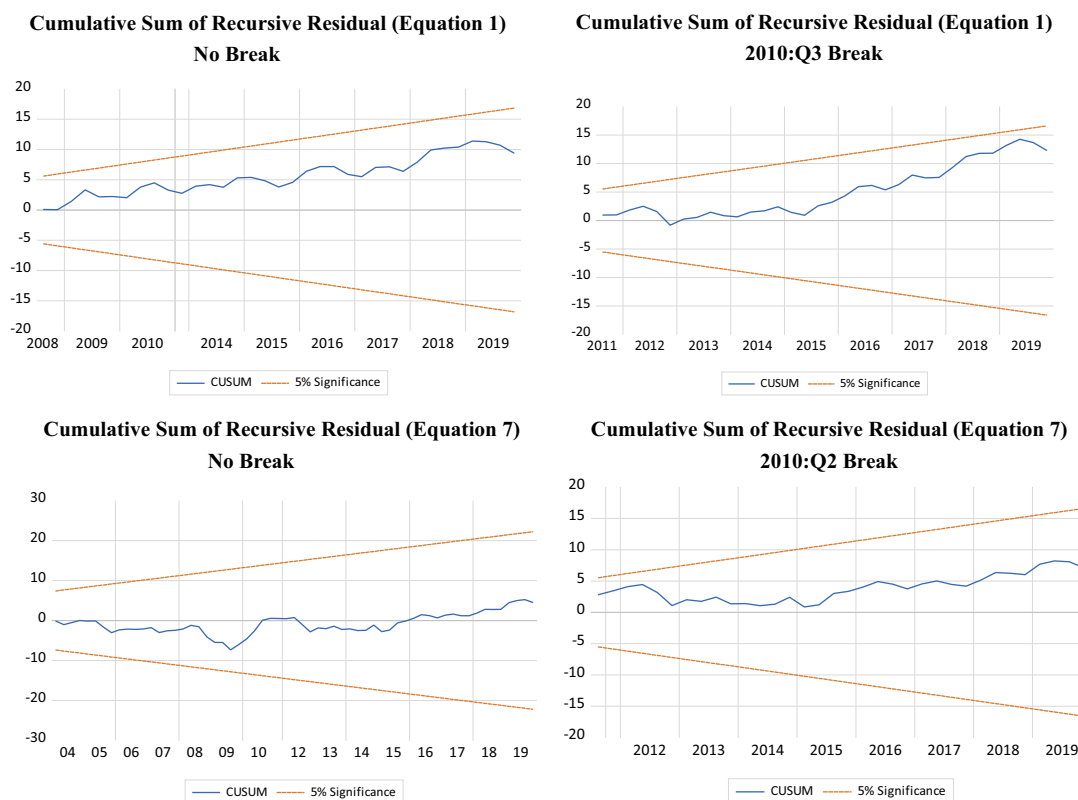 Cumulative Sum of Recursive Residual (Equation 1)
No Break
20
15
10
5
0
-5
-10
-15
-20
2008 2009 2010 2014 2015 2016 2017 2018 2019
CUSUM 5% Significance
Cumulative Sum of Recursive Residual (Equation 1)
2010:Q3 Break
20
15
10
5
0
-5
-10
-15
-20
2011 2012 2013 2014 2015 2016 2017 2018 2019
CUSUM 5% Significance
Cumulative Sum of Recursive Residual (Equation 7)
No Break
30
20
10
0
-10
-20
-30
04 05 06 07 08 09 10 12 13 14 15 16 17 18 19
CUSUM 5% Significance
Cumulative Sum of Recursive Residual (Equation 7)
2010:Q2 Break
20
15
10
5
0
-5
-10
-15
-20
2012 2013 2014 2015 2016 2017 2018 2019
CUSUM 5% Significance